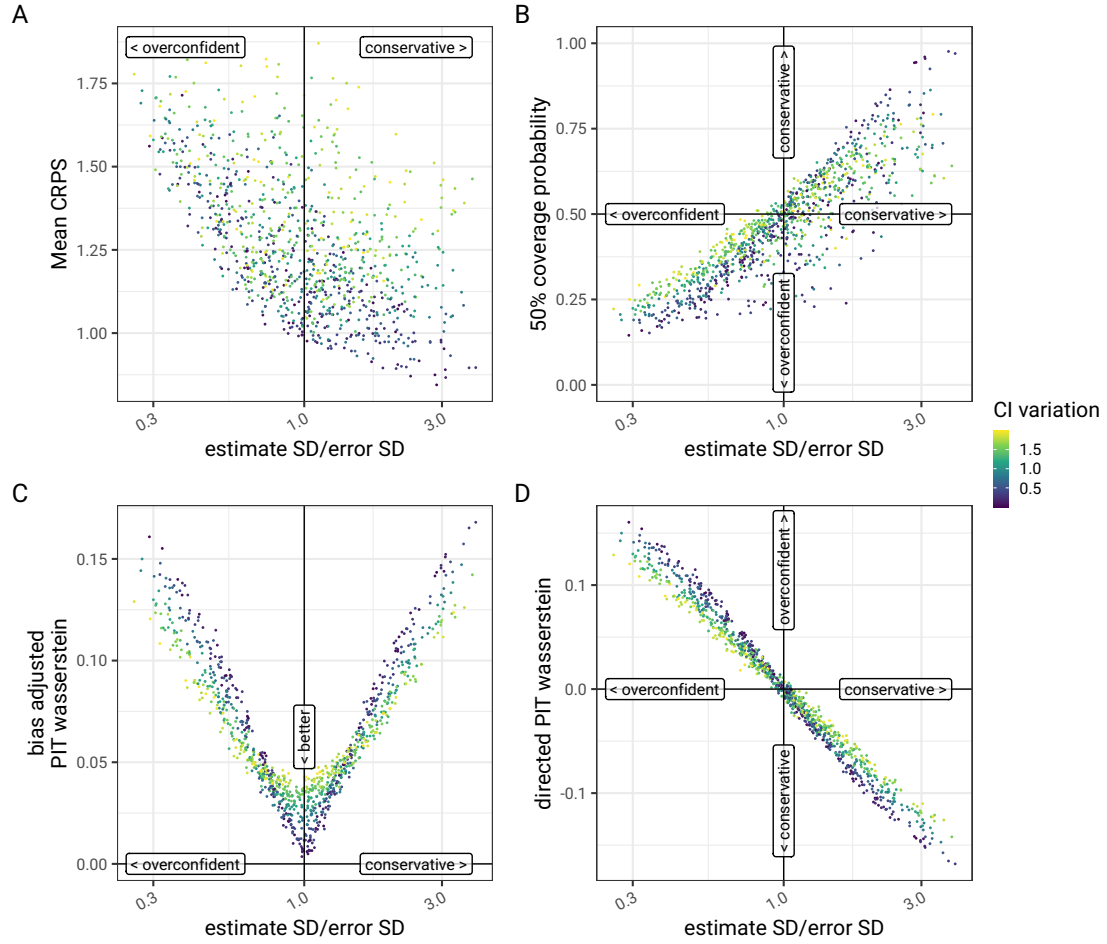 A
< overconfident
conservative >
Mean CRPS
1.75
1.50
1.25
1.00
0.3
1.0
3.0
estimate SD/error SD
B
conservative >
< overconfident
conservative >
< overconfident
50% coverage probability
1.00
0.75
0.50
0.25
0.00
0.3
1.0
3.0
estimate SD/error SD
CI variation
1.5
1.0
0.5
C
bias adjusted
PIT wasserstein
0.15
0.10
0.05
0.00
< better
< overconfident
conservative >
0.3
1.0
3.0
estimate SD/error SD
D
directed PIT wasserstein
0.1
0.0
-0.1
overconfident >
< overconfident
conservative >
< conservative
0.3
1.0
3.0
estimate SD/error SD